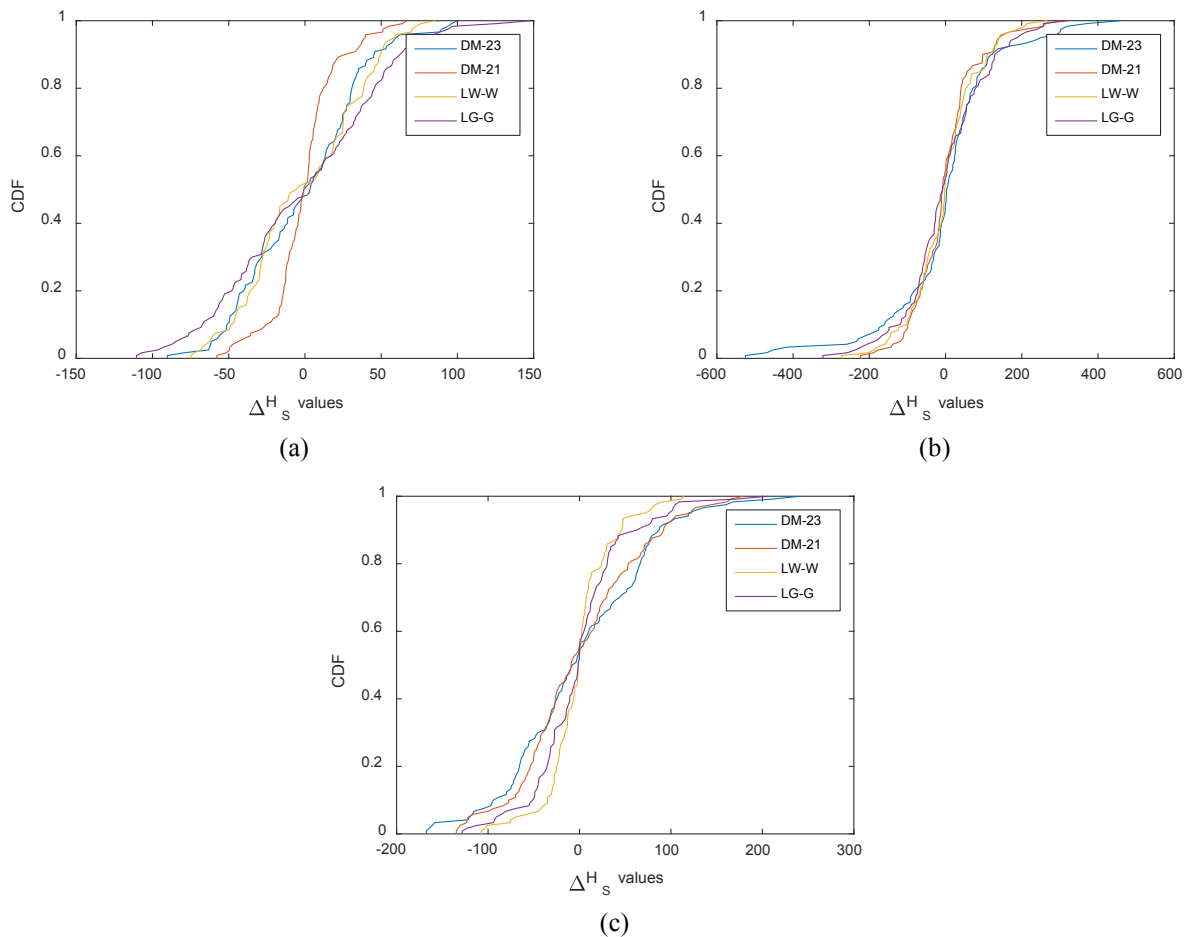 1
0.8
0.6
0.4
0.2
0
CDF
-150 -100 -50 0 50 100 150
Δ^H_S values
DM-23
DM-21
LW-W
LG-G
(a)
1
0.8
0.6
0.4
0.2
0
CDF
-600 -400 -200 0 200 400 600
Δ^H_S values
DM-23
DM-21
LW-W
LG-G
(b)
1
0.8
0.6
0.4
0.2
0
CDF
-200 -100 0 100 200 300
Δ^H_S values
DM-23
DM-21
LW-W
LG-G
(c)